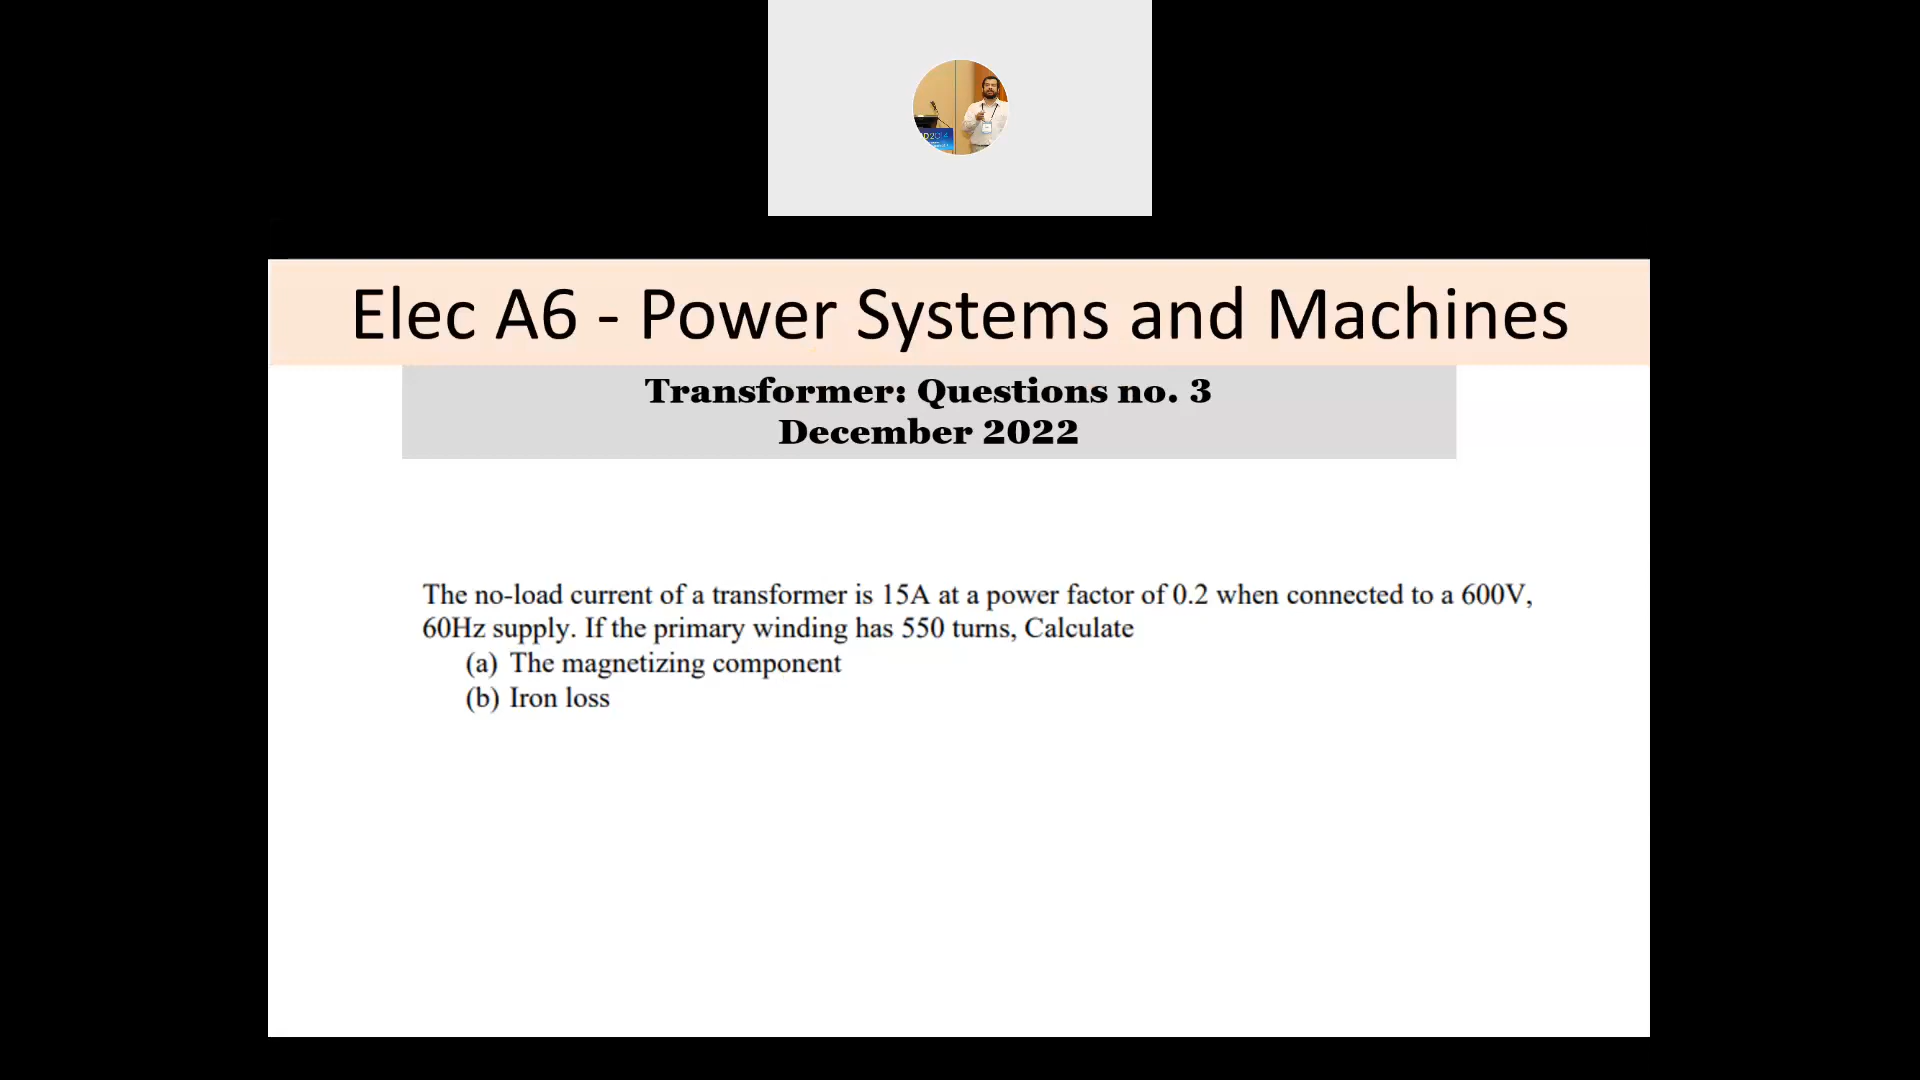 D2014
Elec A6 - Power Systems and Machines
Transformer: Questions no. 3
December 2022
The no-load current of a transformer is 15A at a power factor of 0.2 when connected to a 600V,
60Hz supply. If the primary winding has 550 turns, Calculate
(a) The magnetizing component
(b) Iron loss